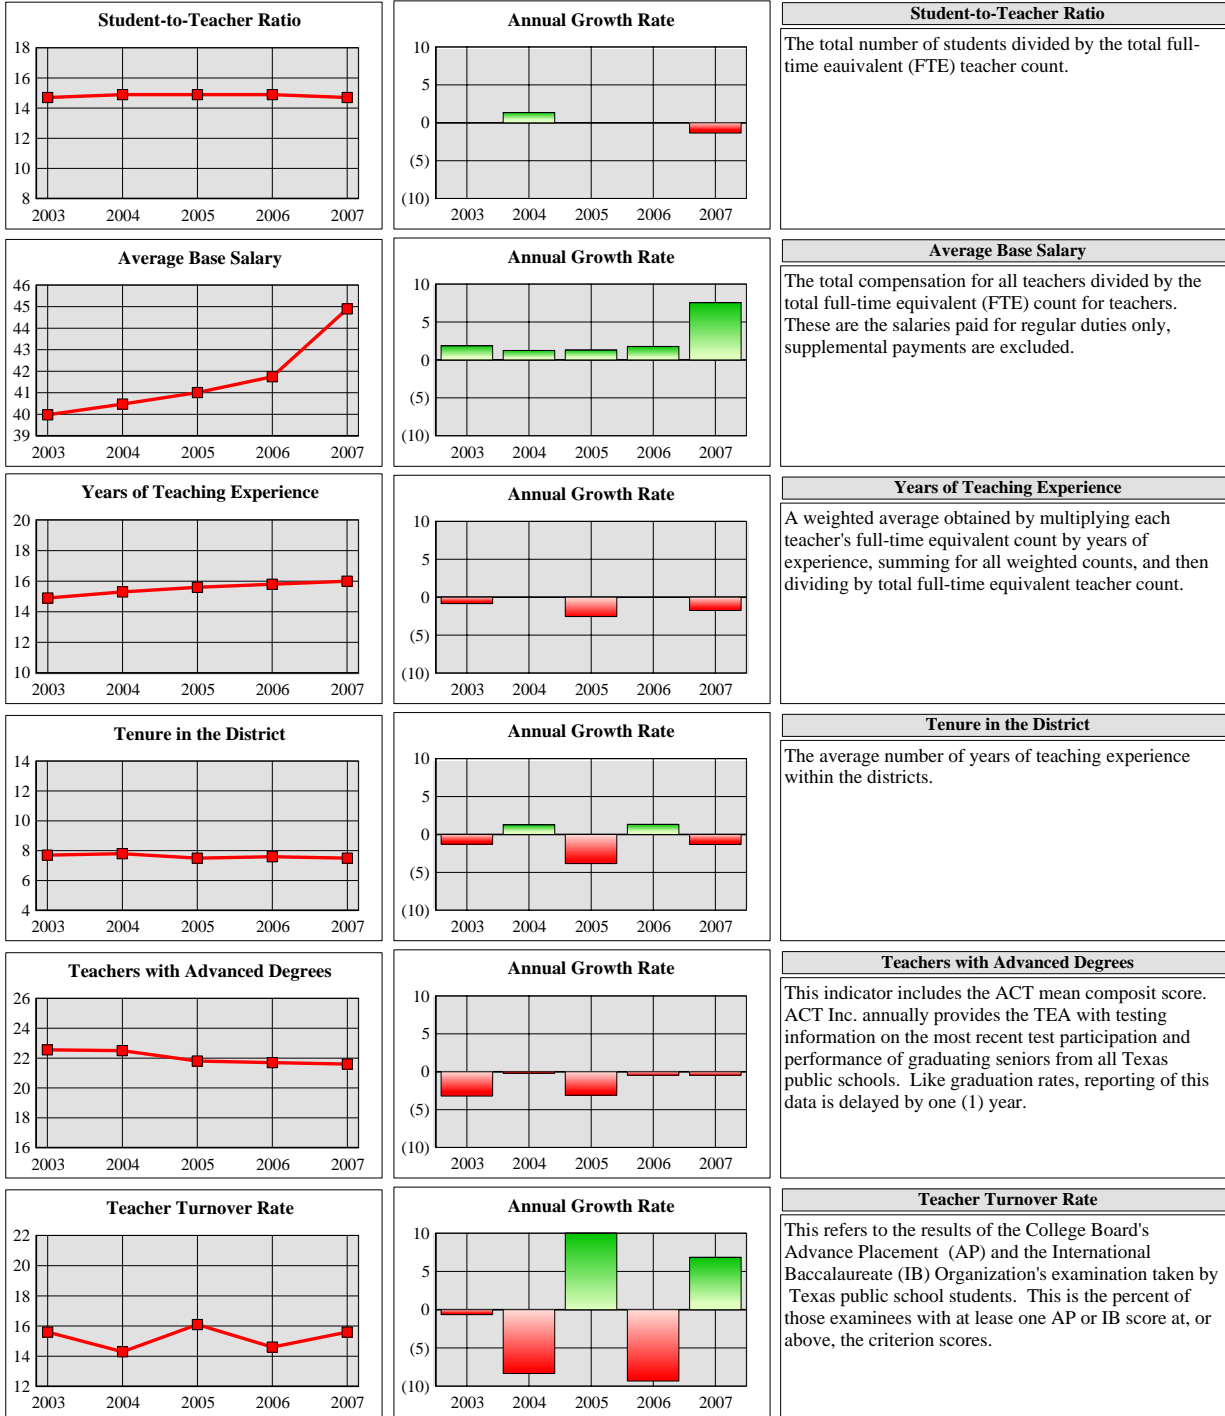 Student-to-Teacher Ratio
18
16
14
12
10
8
2003 2004 2005 2006 2007
Annual Growth Rate
10
5
0
(5)
(10)
2003 2004 2005 2006 2007
Student-to-Teacher Ratio
The total number of students divided by the total full-
time eauivalent (FTE) teacher count.
Average Base Salary
46
45
44
43
42
41
40
39
2003 2004 2005 2006 2007
Annual Growth Rate
10
5
0
(5)
(10)
2003 2004 2005 2006 2007
Average Base Salary
The total compensation for all teachers divided by the
total full-time equivalent (FTE) count for teachers.
These are the salaries paid for regular duties only,
supplemental payments are excluded.
Years of Teaching Experience
20
18
16
14
12
10
2003 2004 2005 2006 2007
Annual Growth Rate
10
5
0
(5)
(10)
2003 2004 2005 2006 2007
Years of Teaching Experience
A weighted average obtained by multiplying each
teacher's full-time equivalent count by years of
experience, summing for all weighted counts, and then
dividing by total full-time equivalent teacher count.
Tenure in the District
14
12
10
8
6
4
2003 2004 2005 2006 2007
Annual Growth Rate
10
5
0
(5)
(10)
2003 2004 2005 2006 2007
Tenure in the District
The average number of years of teaching experience
within the districts.
Teachers with Advanced Degrees
26
24
22
20
18
16
2003 2004 2005 2006 2007
Annual Growth Rate
10
5
0
(5)
(10)
2003 2004 2005 2006 2007
Teachers with Advanced Degrees
This indicator includes the ACT mean composit score.
ACT Inc. annually provides the TEA with testing
information on the most recent test participation and
performance of graduating seniors from all Texas
public schools. Like graduation rates, reporting of this
data is delayed by one (1) year.
Teacher Turnover Rate
22
20
18
16
14
12
2003 2004 2005 2006 2007
Annual Growth Rate
10
5
0
(5)
(10)
2003 2004 2005 2006 2007
Teacher Turnover Rate
This refers to the results of the College Board's
Advance Placement (AP) and the International
Baccalaureate (IB) Organization's examination taken by
Texas public school students. This is the percent of
those examinees with at lease one AP or IB score at, or
above, the criterion scores.